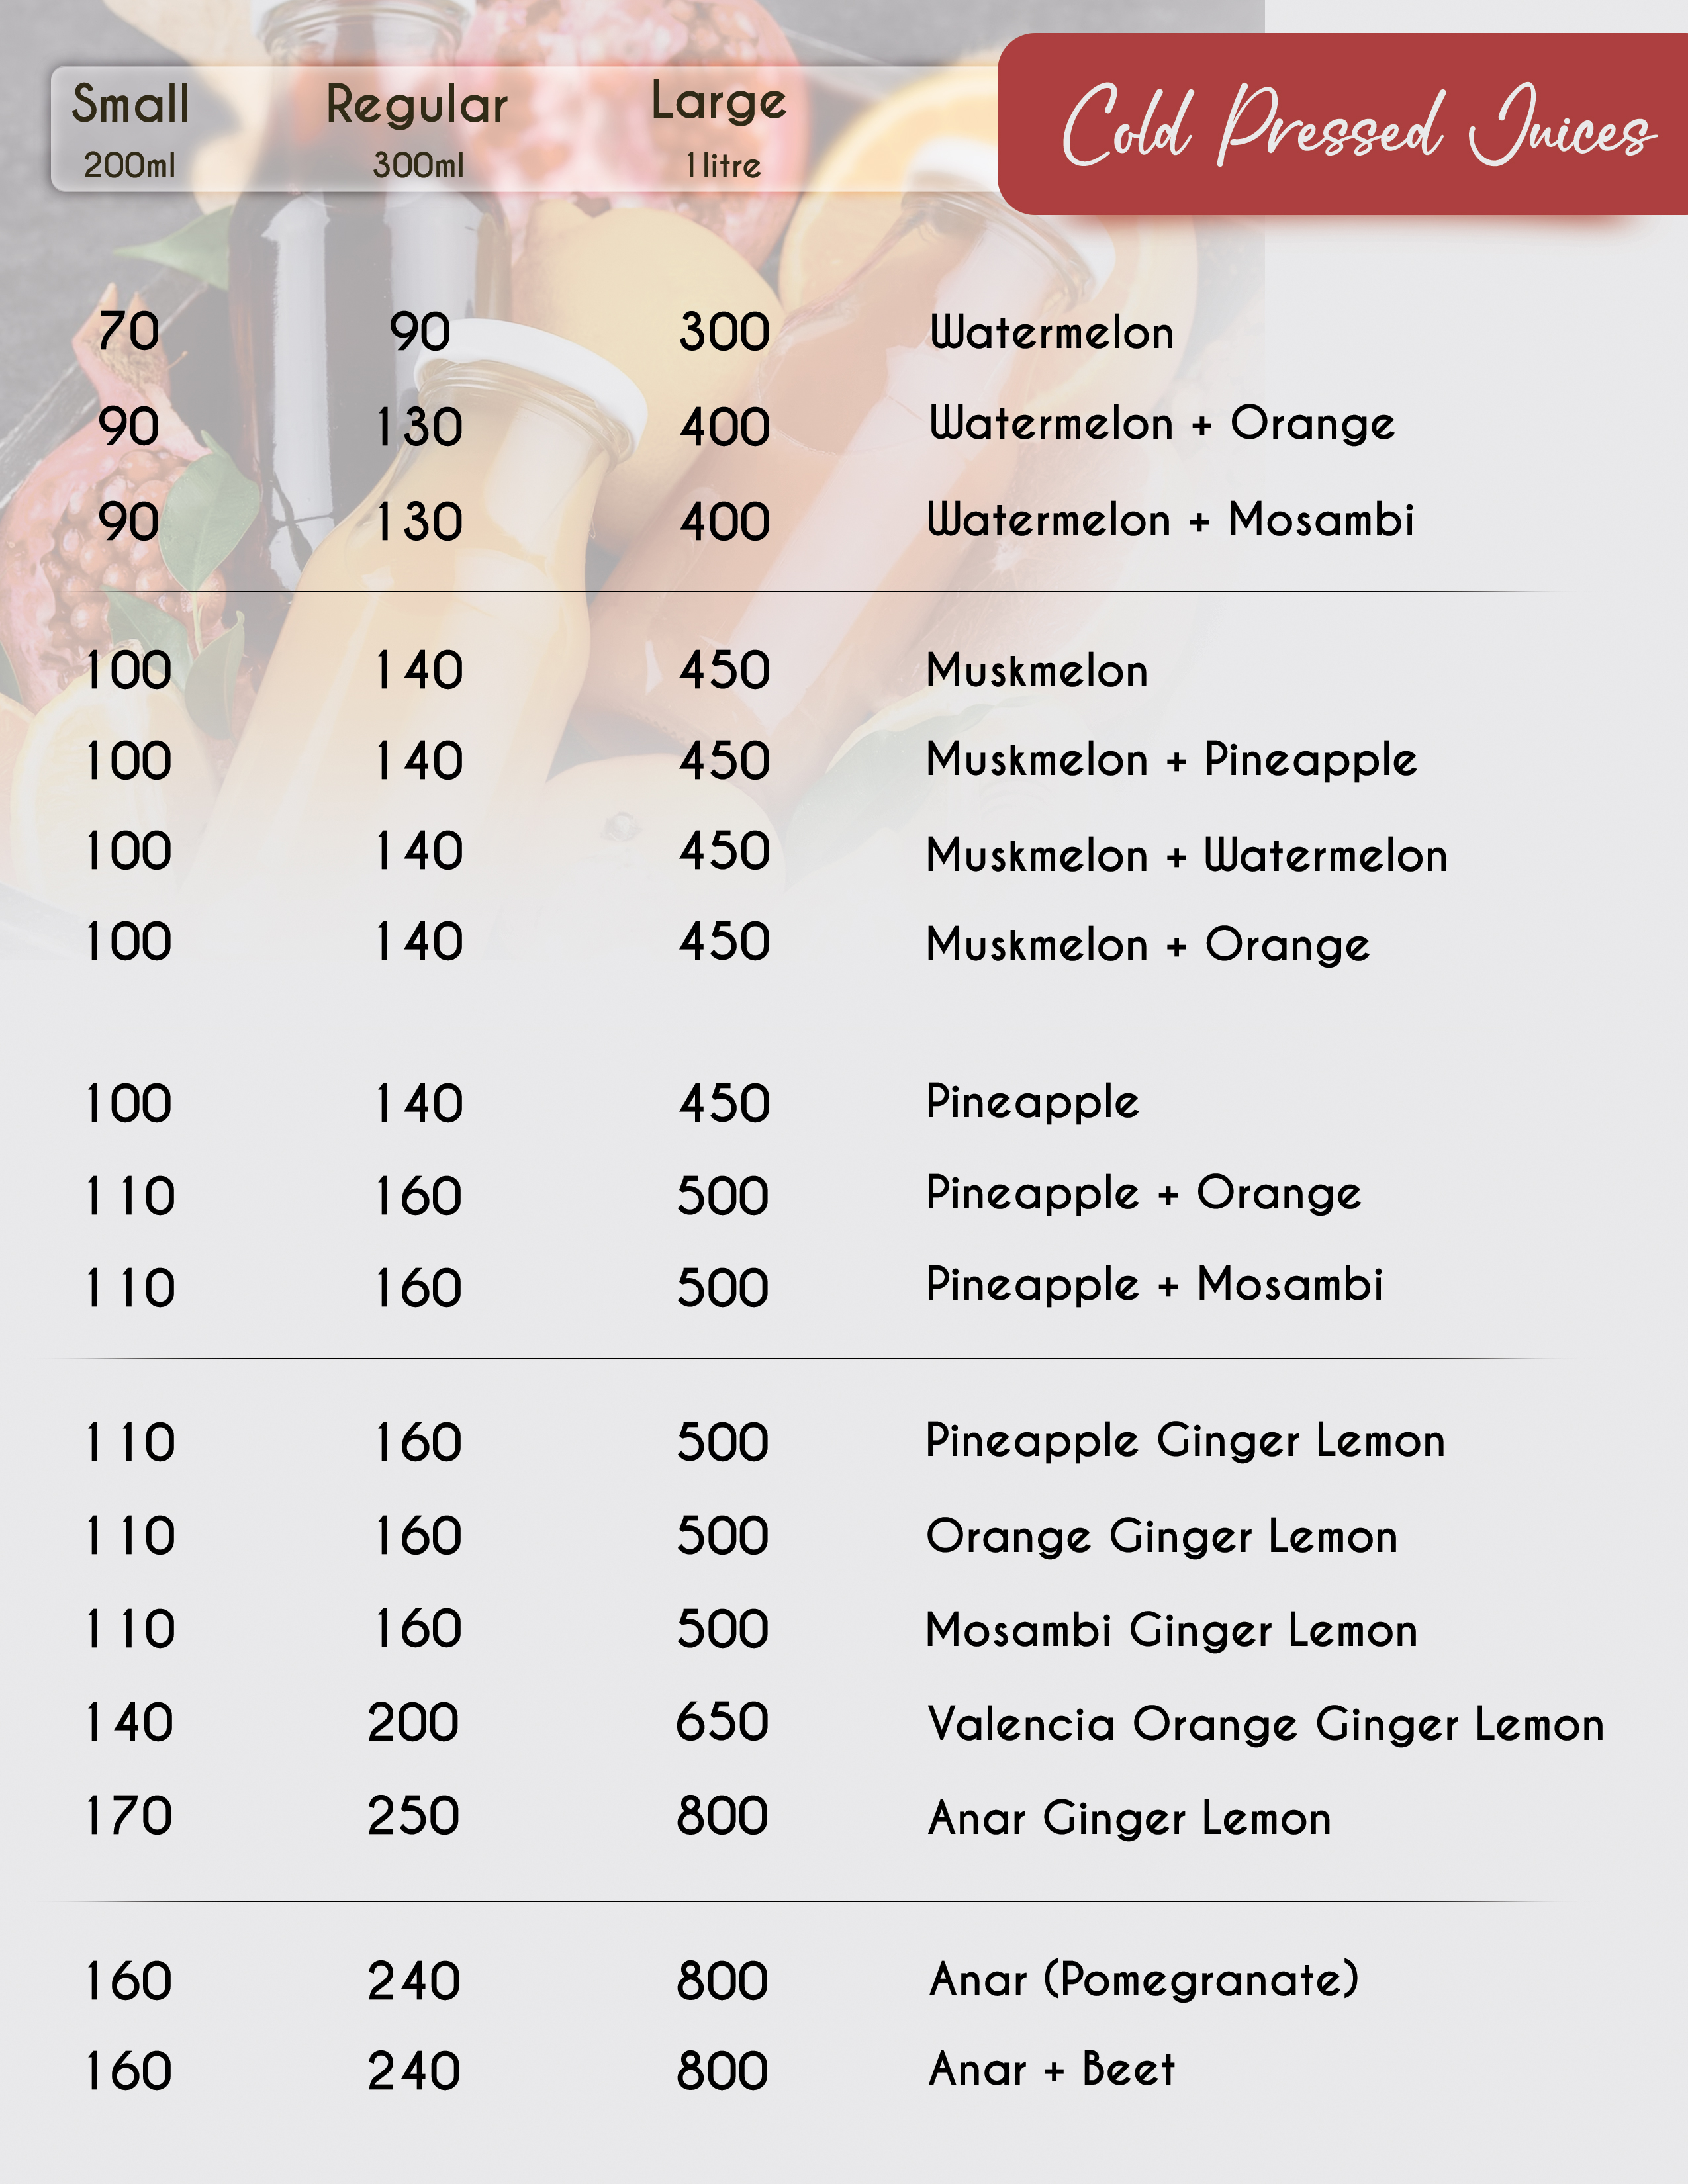 Small Regular Large Cold Pressed Juices
200ml 300ml 1litre
70 90 300 Watermelon
90 130 400 Watermelon + Orange
90 130 400 Watermelon + Mosambi
100 140 450 Muskmelon
100 140 450 Muskmelon + Pineapple
100 140 450 Muskmelon + Watermelon
100 140 450 Muskmelon + Orange
100 140 450 Pineapple
110 160 500 Pineapple + Orange
110 160 500 Pineapple + Mosambi
110 160 500 Pineapple Ginger Lemon
110 160 500 Orange Ginger Lemon
110 160 500 Mosambi Ginger Lemon
140 200 650 Valencia Orange Ginger Lemon
170 250 800 Anar Ginger Lemon
160 240 800 Anar (Pomegranate)
160 240 800 Anar + Beet